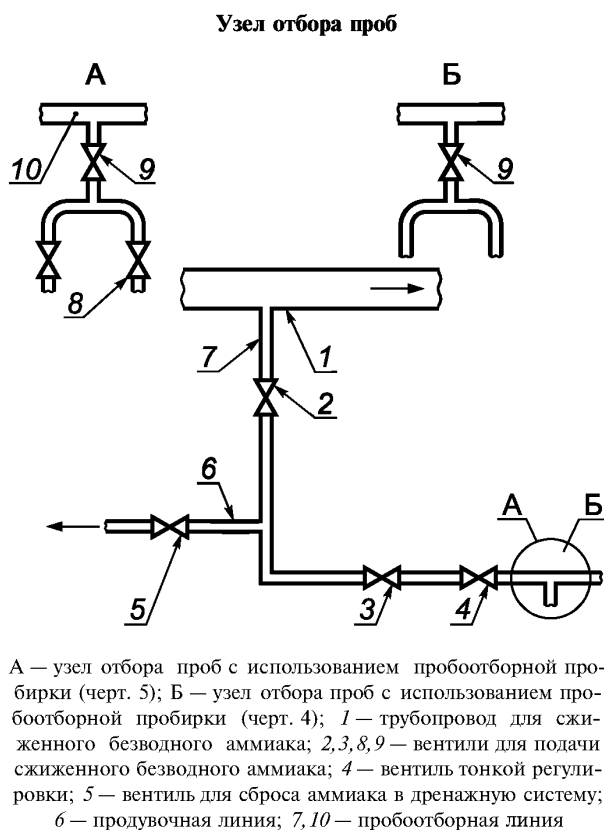 Узел отбора проб
А
Б
10
9
9
8
7
1
2
6
А
Б
5
3
4
А — узел отбора проб с использованием пробоотборной про-
бирки (черт. 5); Б — узел отбора проб с использованием про-
боотборной пробирки (черт. 4); 1 — трубопровод для сжи-
женного безводного аммиака; 2,3,8,9 — вентили для подачи
сжиженного безводного аммиака; 4 — вентиль тонкой регули-
ровки; 5 — вентиль для сброса аммиака в дренажную систему;
6 — продувочная линия; 7,10 — пробоотборная линия